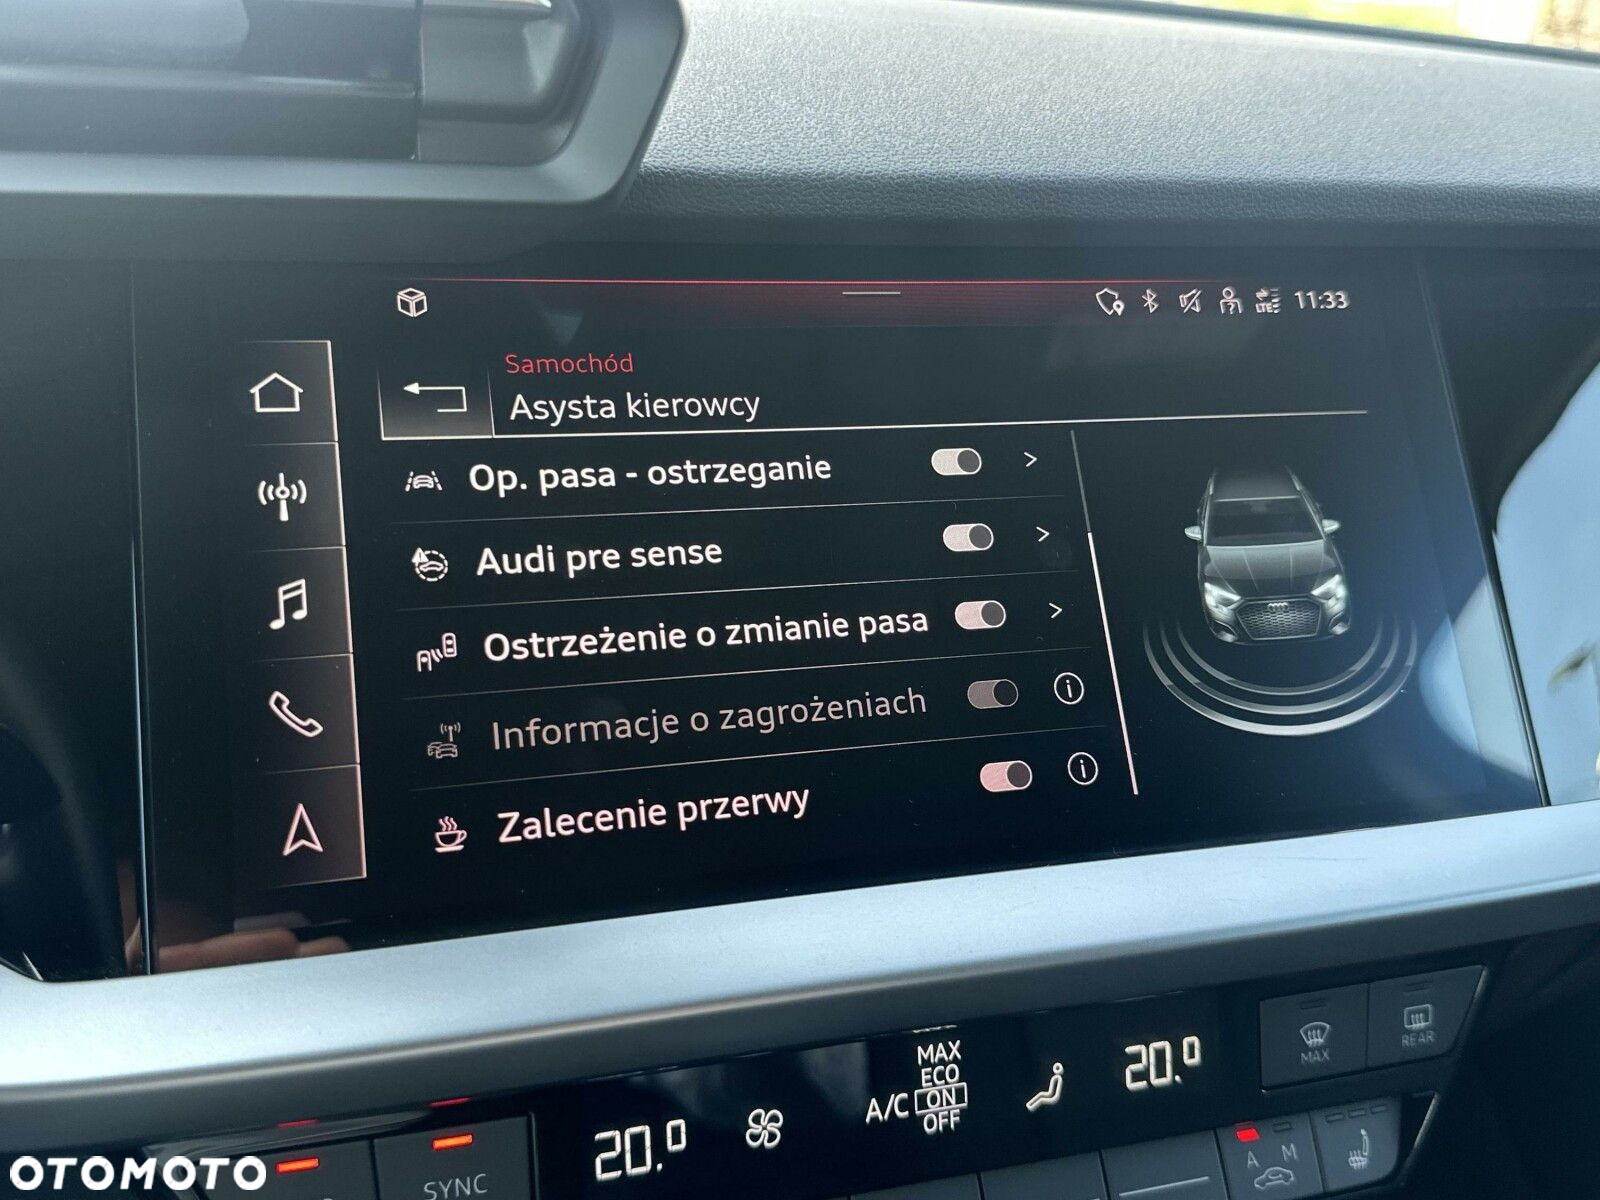 LTE 11:33
Samochód
Asysta kierowcy
Op. pasa - ostrzeganie
Audi pre sense
Ostrzeżenie o zmianie pasa
Informacje o zagrożeniach
Zalecenie przerwy
MAX
ECO
A/C ON
OFF
20.0
20.0
MAX
REAR
SYNC
A M
OTOMOTO